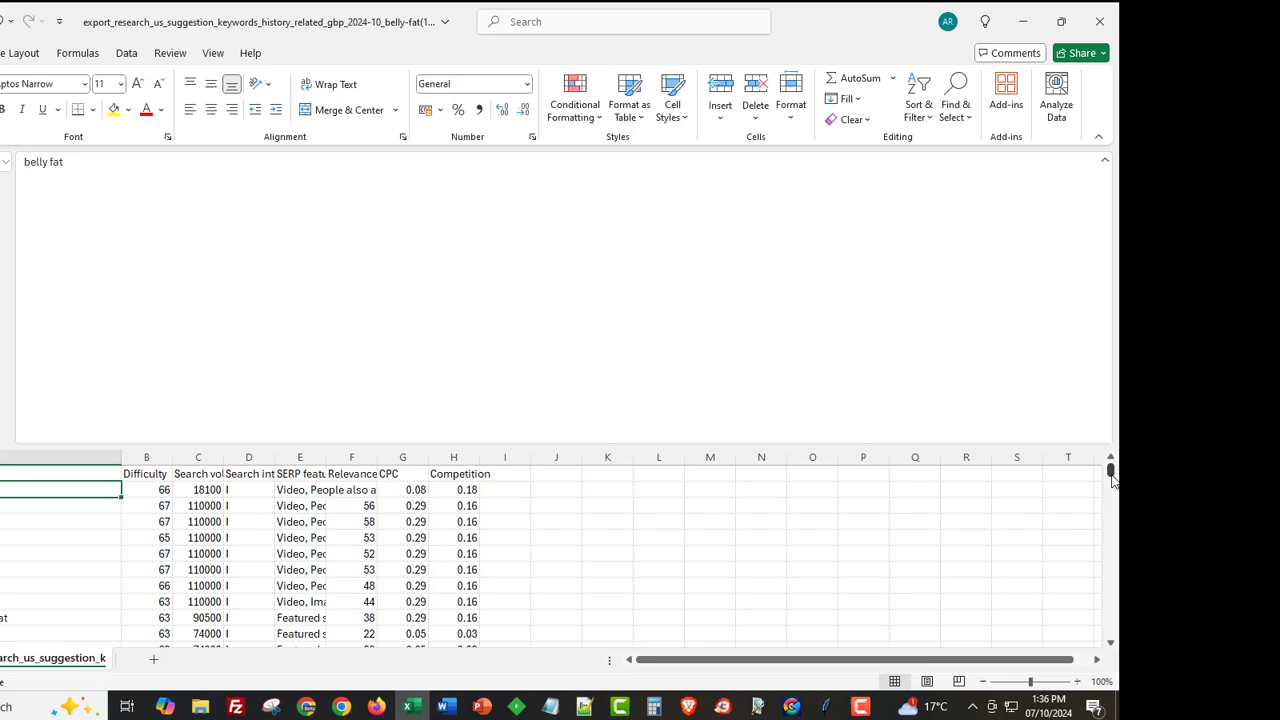 export_research_us_suggestion_keywords_history_related_gbp_2024-10_belly-fat(1...
Search
AR
Layout Formulas Data Review View Help
Comments Share
Narrow 11 Wrap Text General AutoSum
Fill
Clear
U A Merge & Center % 9
Conditional Formatting Format as Table Cell Styles Insert Delete Format Sort & Filter Find & Select Add-ins Analyze Data
Font Alignment Number Styles Cells Editing Add-ins
belly fat
B C D E F G H I J K L M N O P Q R S T
Difficulty Search vol Search int SERP featu Relevance CPC Competition
66 18100 I Video, People also a 0.08 0.18
67 110000 I Video, Peo 56 0.29 0.16
67 110000 I Video, Peo 58 0.29 0.16
65 110000 I Video, Peo 53 0.29 0.16
67 110000 I Video, Peo 52 0.29 0.16
67 110000 I Video, Peo 53 0.29 0.16
66 110000 I Video, Peo 48 0.29 0.16
63 110000 I Video, Ima 44 0.29 0.16
at 63 90500 I Featured s 38 0.29 0.16
63 74000 I Featured s 22 0.05 0.03
arch_us_suggestion_k
100%
17°C
1:36 PM
07/10/2024
7